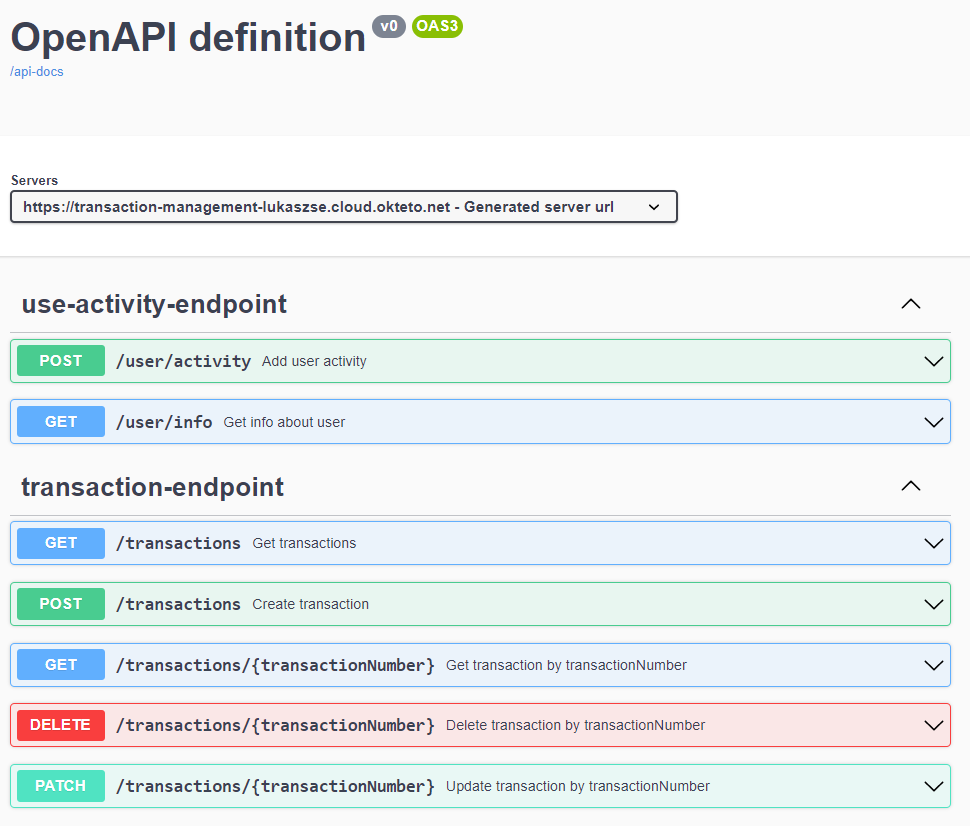 OpenAPI definition v0 OAS3
/api-docs
Servers
https://transaction-management-lukaszse.cloud.okteto.net - Generated server url
use-activity-endpoint
POST /user/activity Add user activity
GET /user/info Get info about user
transaction-endpoint
GET /transactions Get transactions
POST /transactions Create transaction
GET /transactions/{transactionNumber} Get transaction by transactionNumber
DELETE /transactions/{transactionNumber} Delete transaction by transactionNumber
PATCH /transactions/{transactionNumber} Update transaction by transactionNumber